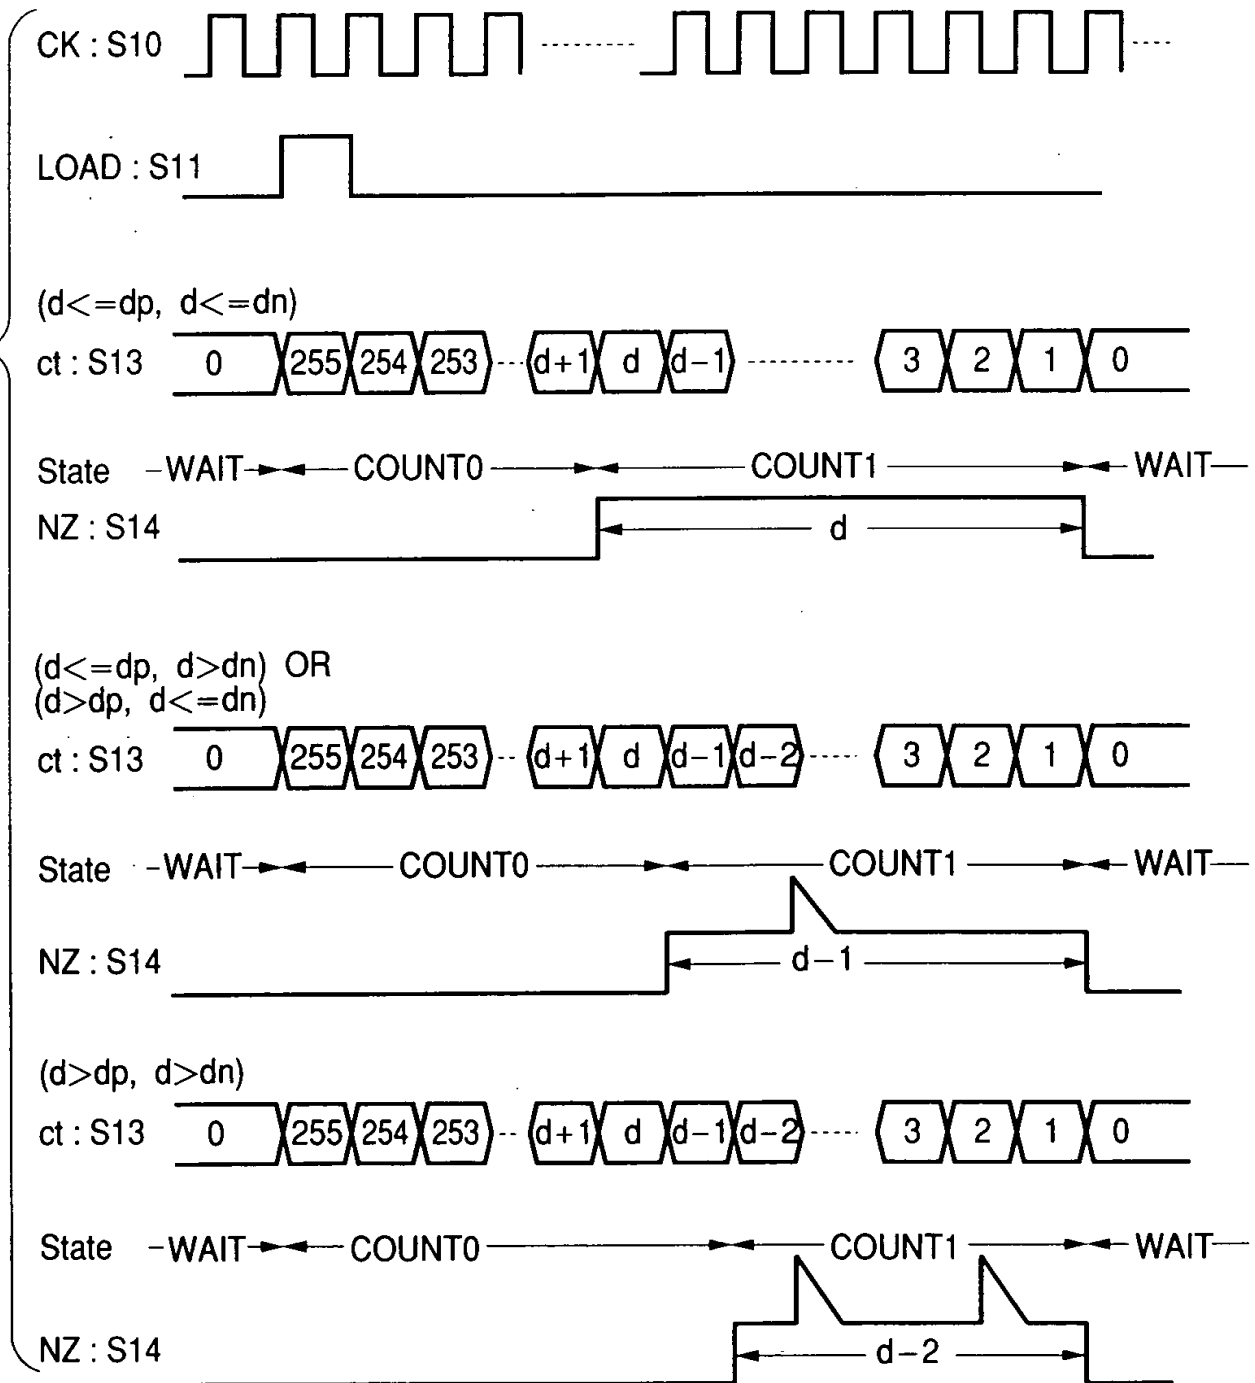 CK : S10
LOAD : S11
(d<=dp, d<=dn)
ct : S13 0 255 254 253 d+1 d d-1 3 2 1 0
State WAIT COUNT0 COUNT1 WAIT
NZ : S14 d
(d<=dp, d>dn) OR
(d>dp, d<=dn)
ct : S13 0 255 254 253 d+1 d d-1 d-2 3 2 1 0
State WAIT COUNT0 COUNT1 WAIT
NZ : S14 d-1
(d>dp, d>dn)
ct : S13 0 255 254 253 d+1 d d-1 d-2 3 2 1 0
State WAIT COUNT0 COUNT1 WAIT
NZ : S14 d-2